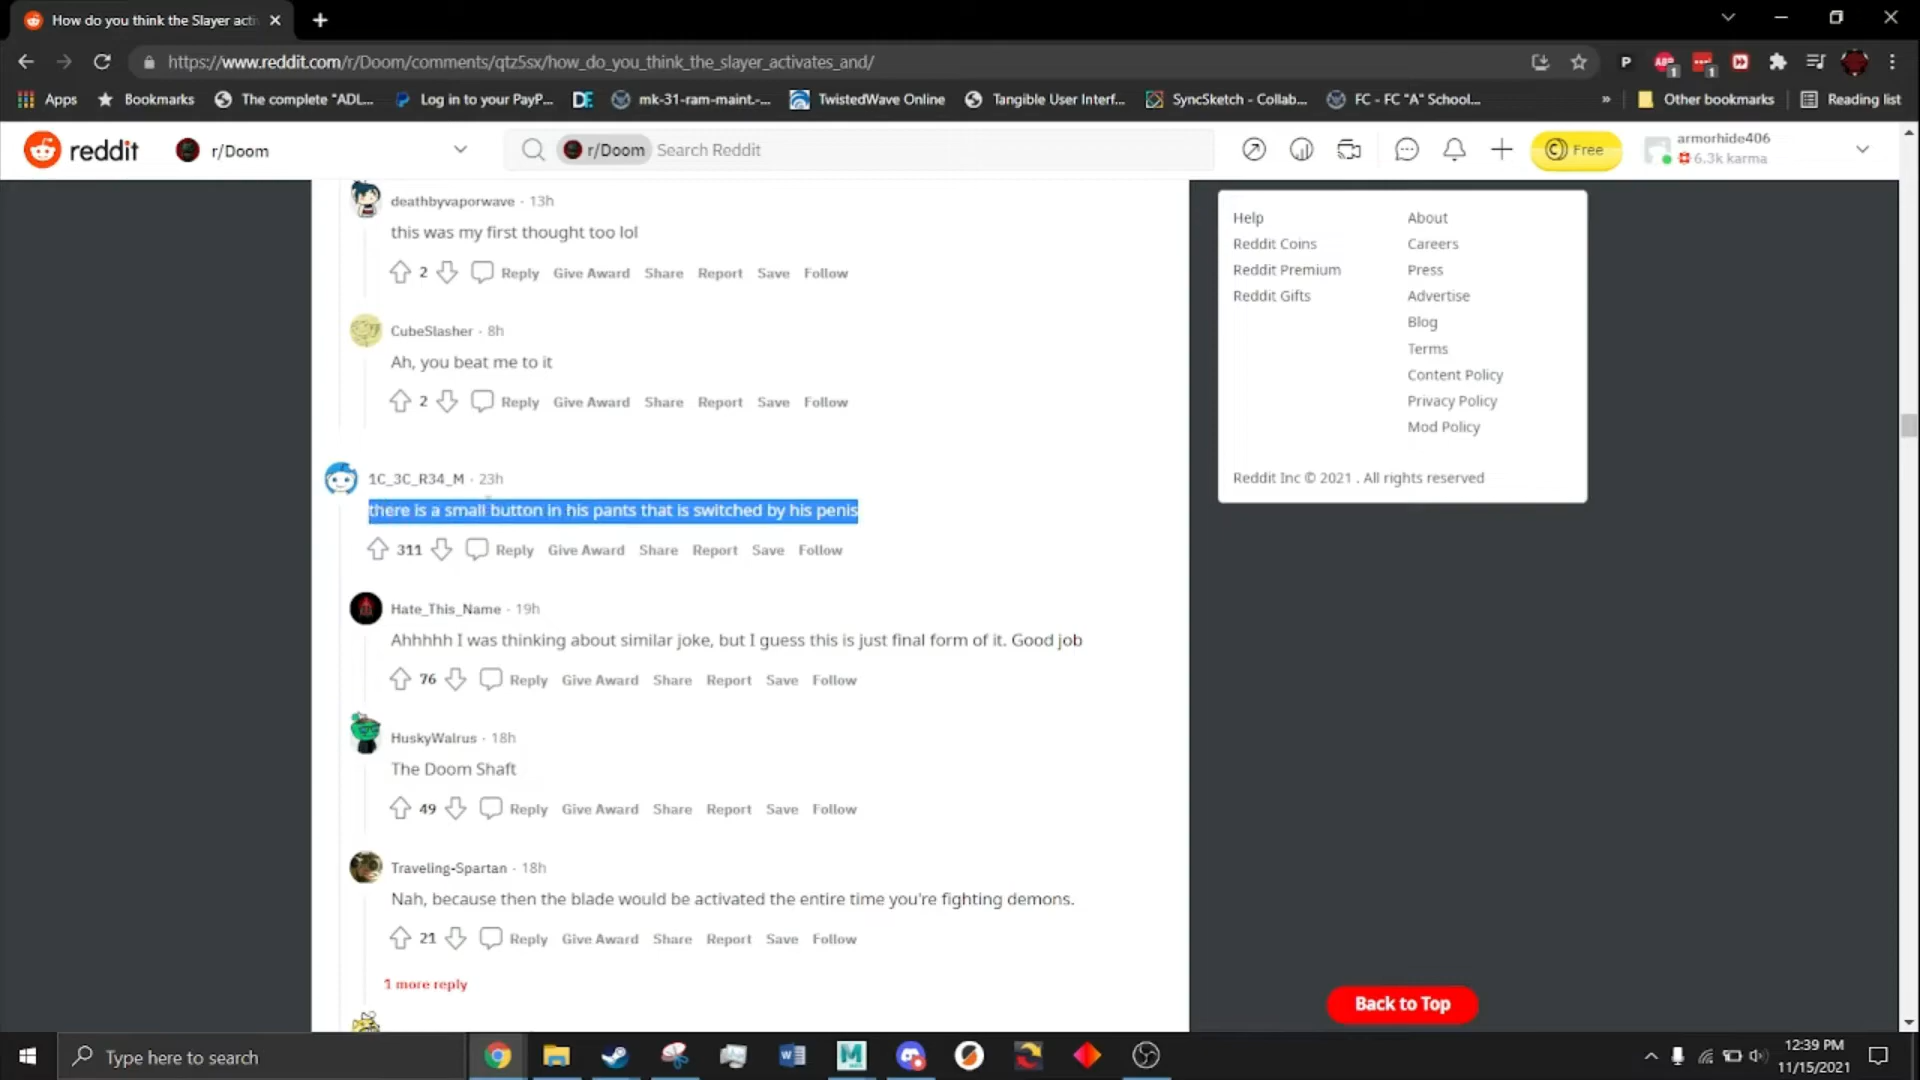 How do you think the Slayer acti
https://www.reddit.com/r/Doom/comments/qtz5sx/how_do_you_think_the_slayer_activates_and/
Apps
Bookmarks
The complete "ADL...
Log in to your PayP...
DF
mk-31-ram-maint.-...
TwistedWave Online
Tangible User Interf...
SyncSketch - Collab...
FC - FC "A" School...
»
Other bookmarks
Reading list
reddit
r/Doom
r/Doom Search Reddit
Free
armorhide406
6.3k karma
deathbyvaporwave · 13h
this was my first thought too lol
2 Reply Give Award Share Report Save Follow
CubeSlasher · 8h
Ah, you beat me to it
2 Reply Give Award Share Report Save Follow
1C_3C_R34_M · 23h
there is a small button in his pants that is switched by his penis
311 Reply Give Award Share Report Save Follow
Hate_This_Name · 19h
Ahhhhh I was thinking about similar joke, but I guess this is just final form of it. Good job
76 Reply Give Award Share Report Save Follow
HuskyWalrus · 18h
The Doom Shaft
49 Reply Give Award Share Report Save Follow
Traveling-Spartan · 18h
Nah, because then the blade would be activated the entire time you're fighting demons.
21 Reply Give Award Share Report Save Follow
1 more reply
Help
Reddit Coins
Reddit Premium
Reddit Gifts
About
Careers
Press
Advertise
Blog
Terms
Content Policy
Privacy Policy
Mod Policy
Reddit Inc © 2021 . All rights reserved
Back to Top
Type here to search
12:39 PM
11/15/2021